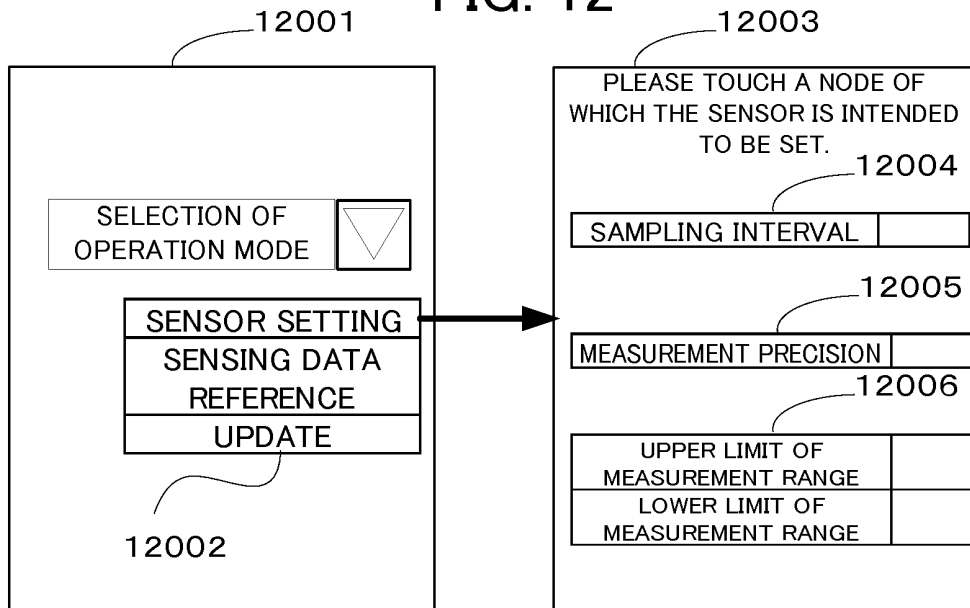 FIG. 12
12001
SELECTION OF
OPERATION MODE
SENSOR SETTING
SENSING DATA
REFERENCE
UPDATE
12002
12003
PLEASE TOUCH A NODE OF
WHICH THE SENSOR IS INTENDED
TO BE SET.
12004
SAMPLING INTERVAL
12005
MEASUREMENT PRECISION
12006
UPPER LIMIT OF
MEASUREMENT RANGE
LOWER LIMIT OF
MEASUREMENT RANGE